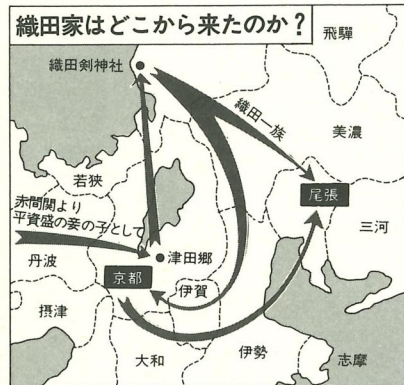 織田家はどこから来たのか？
飛騨
織田剣神社
織田一族
美濃
若狭
尾張
赤間関より
平資盛の妾の子として
三河
津田郷
丹波
京都
伊賀
摂津
大和
伊勢
志摩